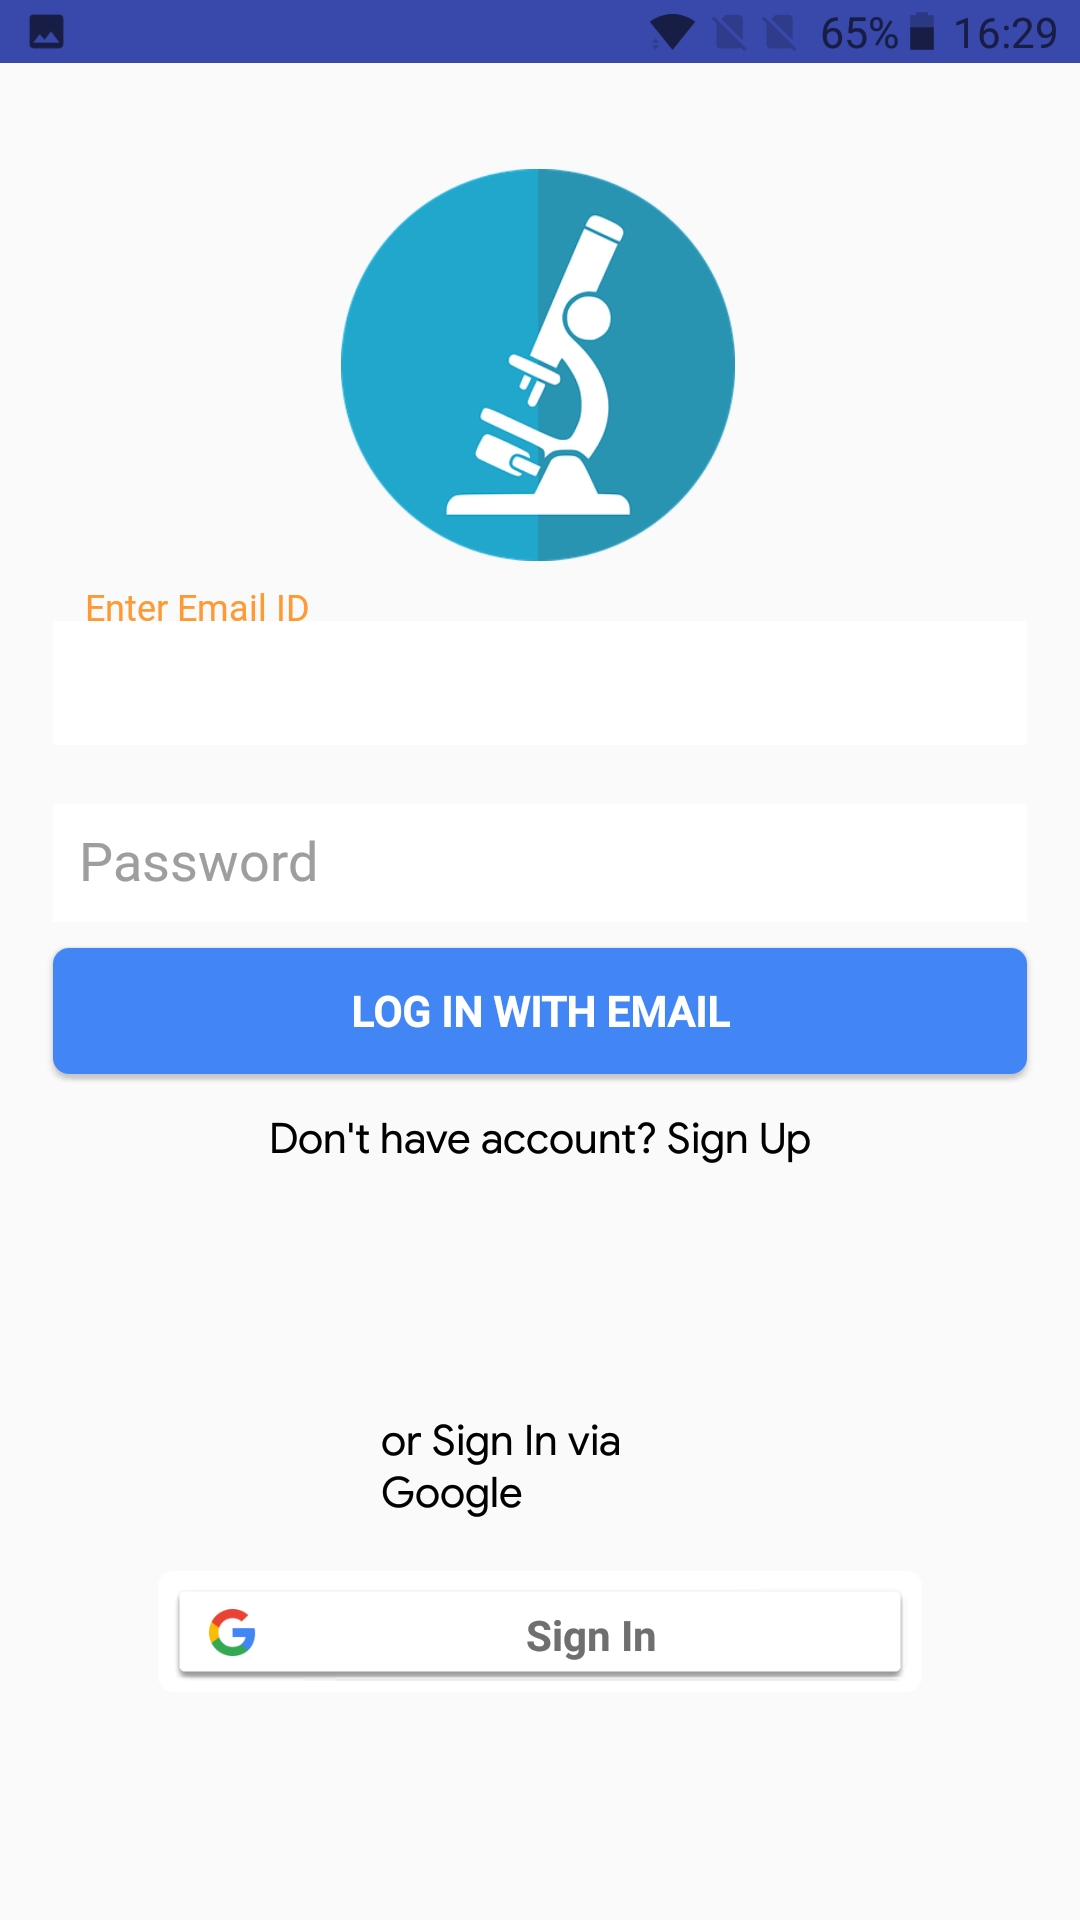 65% 16:29
Enter Email ID
Password
LOG IN WITH EMAIL
Don't have account? Sign Up
or Sign In via
Google
Sign In